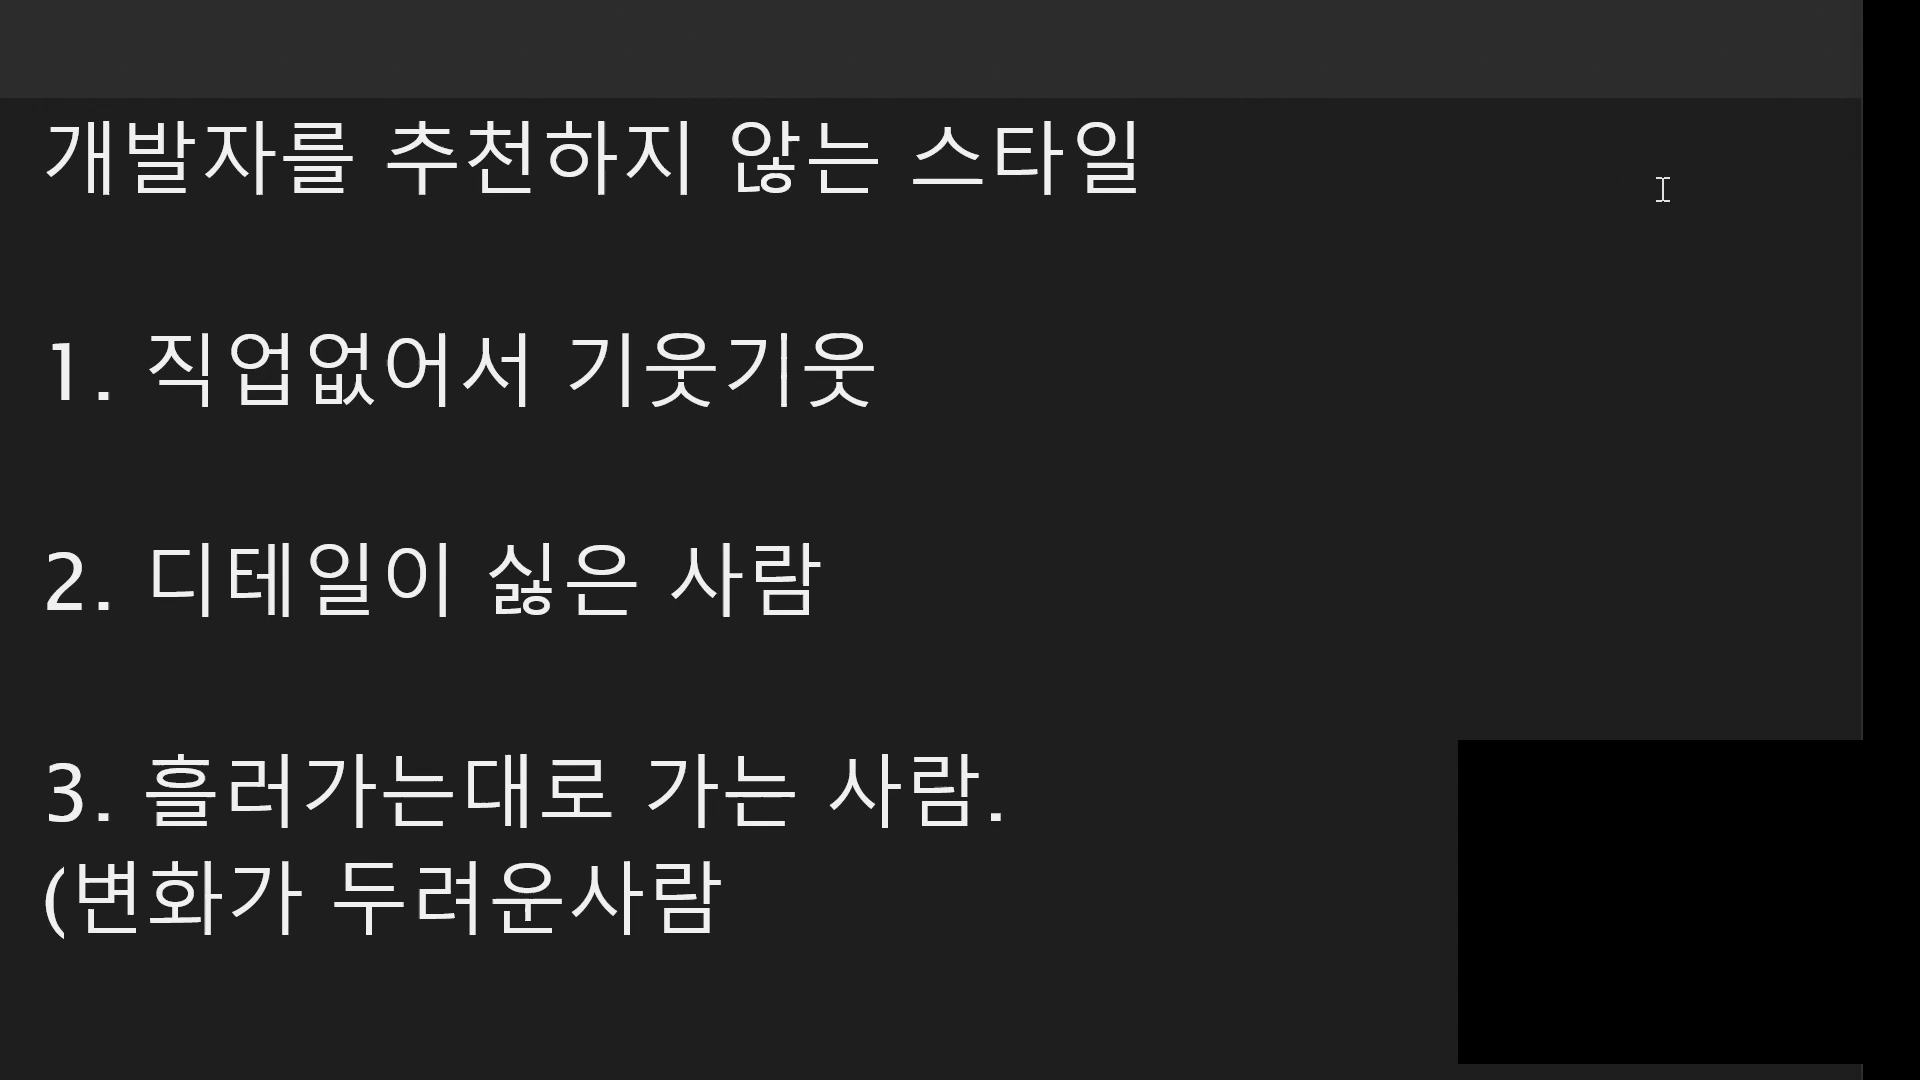 개발자를 추천하지 않는 스타일
1. 직업없어서 기웃기웃
2. 디테일이 싫은 사람
3. 흘러가는대로 가는 사람.
(변화가 두려운사람